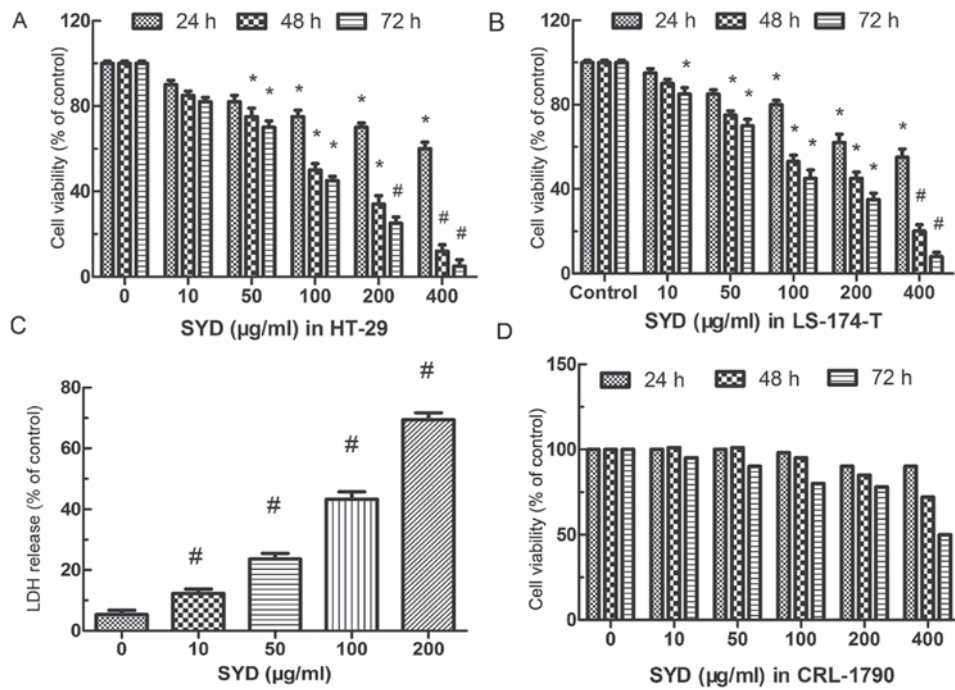 A
24 h 48 h 72 h
Cell viability (% of control)
120
80
40
0
* * * * * * * # * # #
0 10 50 100 200 400
SYD (μg/ml) in HT-29
B
24 h 48 h 72 h
Cell viability (% of control)
120
80
40
0
* * * * * * * * * * # #
Control 10 50 100 200 400
SYD (μg/ml) in LS-174-T
C
LDH release (% of control)
80
60
40
20
0
# # # #
0 10 50 100 200
SYD (μg/ml)
D
24 h 48 h 72 h
Cell viability (% of control)
150
100
50
0
0 10 50 100 200 400
SYD (μg/ml) in CRL-1790